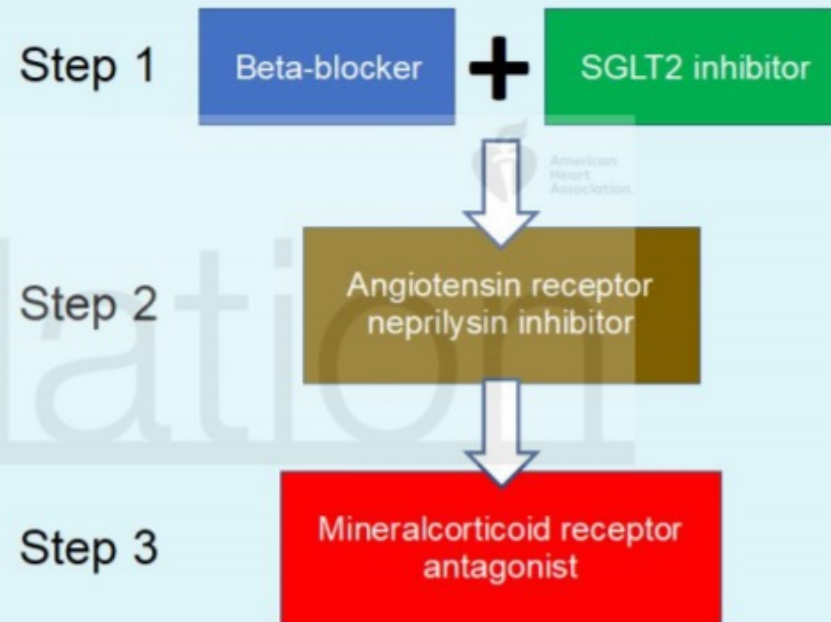 Step 1
Beta-blocker
SGLT2 inhibitor
American
Heart
Association.
Step 2
Angiotensin receptor
neprilysin inhibitor
lation
Step 3
Mineralcorticoid receptor
antagonist